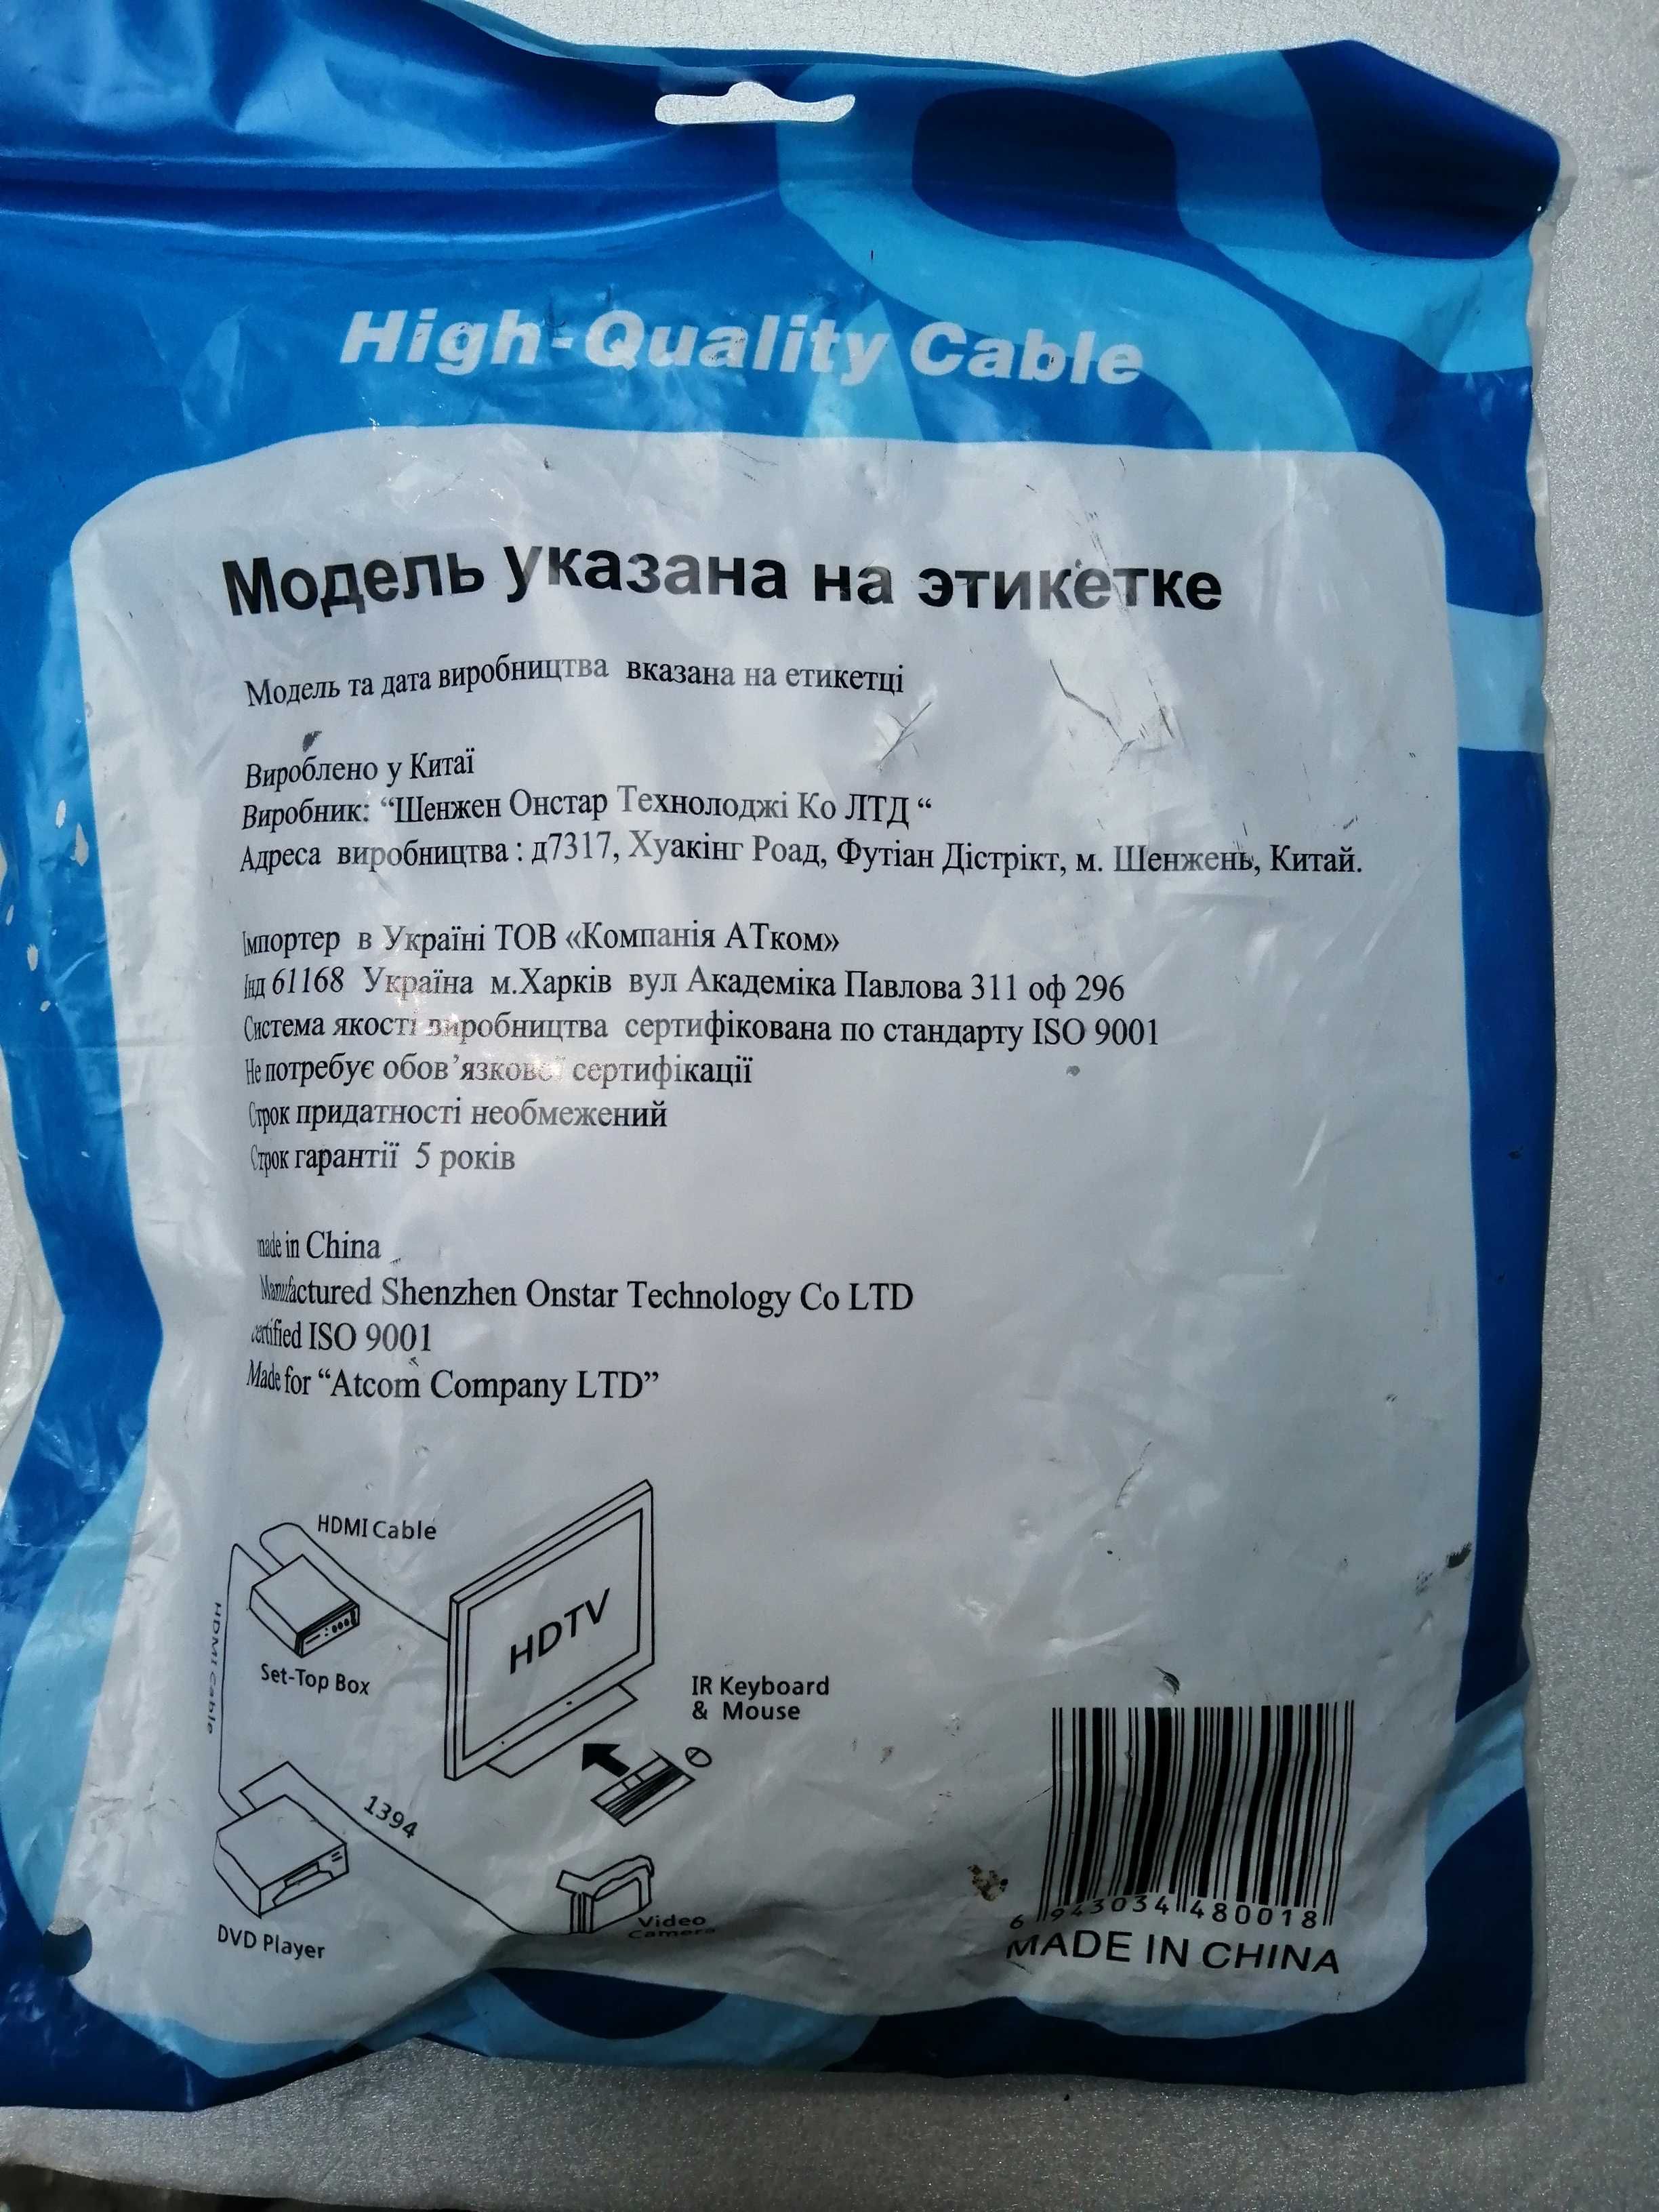 High-Quality Cable
Модель указана на этикетке
Модель та дата виробництва вказана на етикетці
Вироблено у Китаї
Виробник: “Шенжен Онстар Технолоджі Ко ЛТД “
Адреса виробництва : д7317, Хуакінг Роад, Футіан Дістрікт, м. Шенжень, Китай.
Імпортер в Україні ТОВ «Компанія АТком»
Інд 61168 Україна м.Харків вул Академіка Павлова 311 оф 296
Система якості виробництва сертифікована по стандарту ISO 9001
Не потребує обов’язкової сертифікації
Строк придатності необмежений
Строк гарантії 5 років
made in China
Manufactured Shenzhen Onstar Technology Co LTD
certified ISO 9001
Made for “Atcom Company LTD”
HDMI Cable
HDTV
HDMI Cable
Set-Top Box
IR Keyboard
& Mouse
1394
DVD Player
Video
Camera
6 943034 480018
MADE IN CHINA